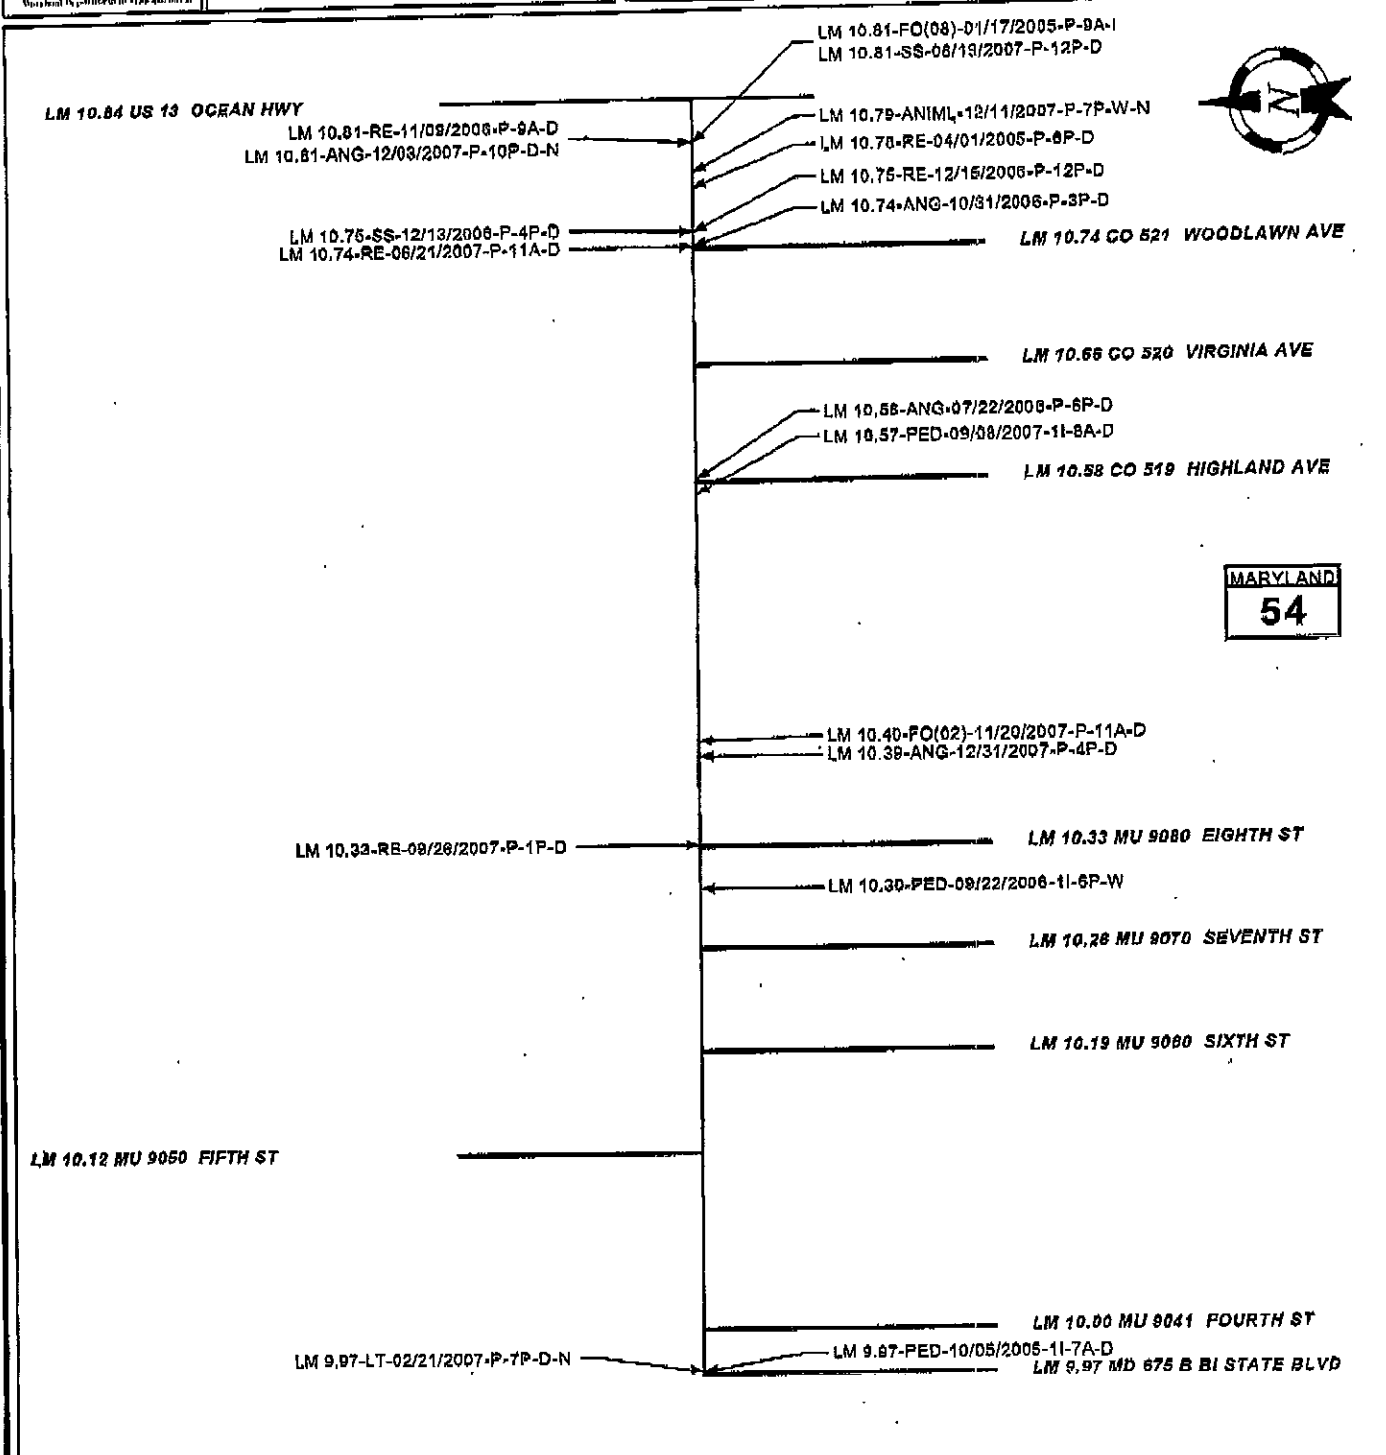 LM 10.81-FO(08)-01/17/2005-P-9A-I
LM 10.81-SS-06/19/2007-P-12P-D
LM 10.84 US 13 OCEAN HWY
LM 10.79-ANIML-12/11/2007-P-7P-W-N
LM 10.81-RE-11/09/2006-P-9A-D
LM 10.78-RE-04/01/2005-P-6P-D
LM 10.81-ANG-12/03/2007-P-10P-D-N
LM 10.75-RE-12/15/2006-P-12P-D
LM 10.74-ANG-10/31/2006-P-3P-D
LM 10.75-SS-12/13/2006-P-4P-D
LM 10.74 CO 521 WOODLAWN AVE
LM 10.74-RE-06/21/2007-P-11A-D
N
LM 10.66 CO 520 VIRGINIA AVE
LM 10.58-ANG-07/22/2006-P-6P-D
LM 10.57-PED-09/08/2007-1I-8A-D
LM 10.58 CO 519 HIGHLAND AVE
MARYLAND
54
LM 10.40-FO(02)-11/20/2007-P-11A-D
LM 10.39-ANG-12/31/2007-P-4P-D
LM 10.33 MU 9080 EIGHTH ST
LM 10.33-RE-09/26/2007-P-1P-D
LM 10.30-PED-09/22/2006-1I-6P-W
LM 10.26 MU 9070 SEVENTH ST
LM 10.19 MU 9060 SIXTH ST
LM 10.12 MU 9050 FIFTH ST
LM 10.00 MU 9041 FOURTH ST
LM 9.97-PED-10/05/2005-1I-7A-D
LM 9.97-LT-02/21/2007-P-7P-D-N
LM 9.97 MD 675 B BI STATE BLVD